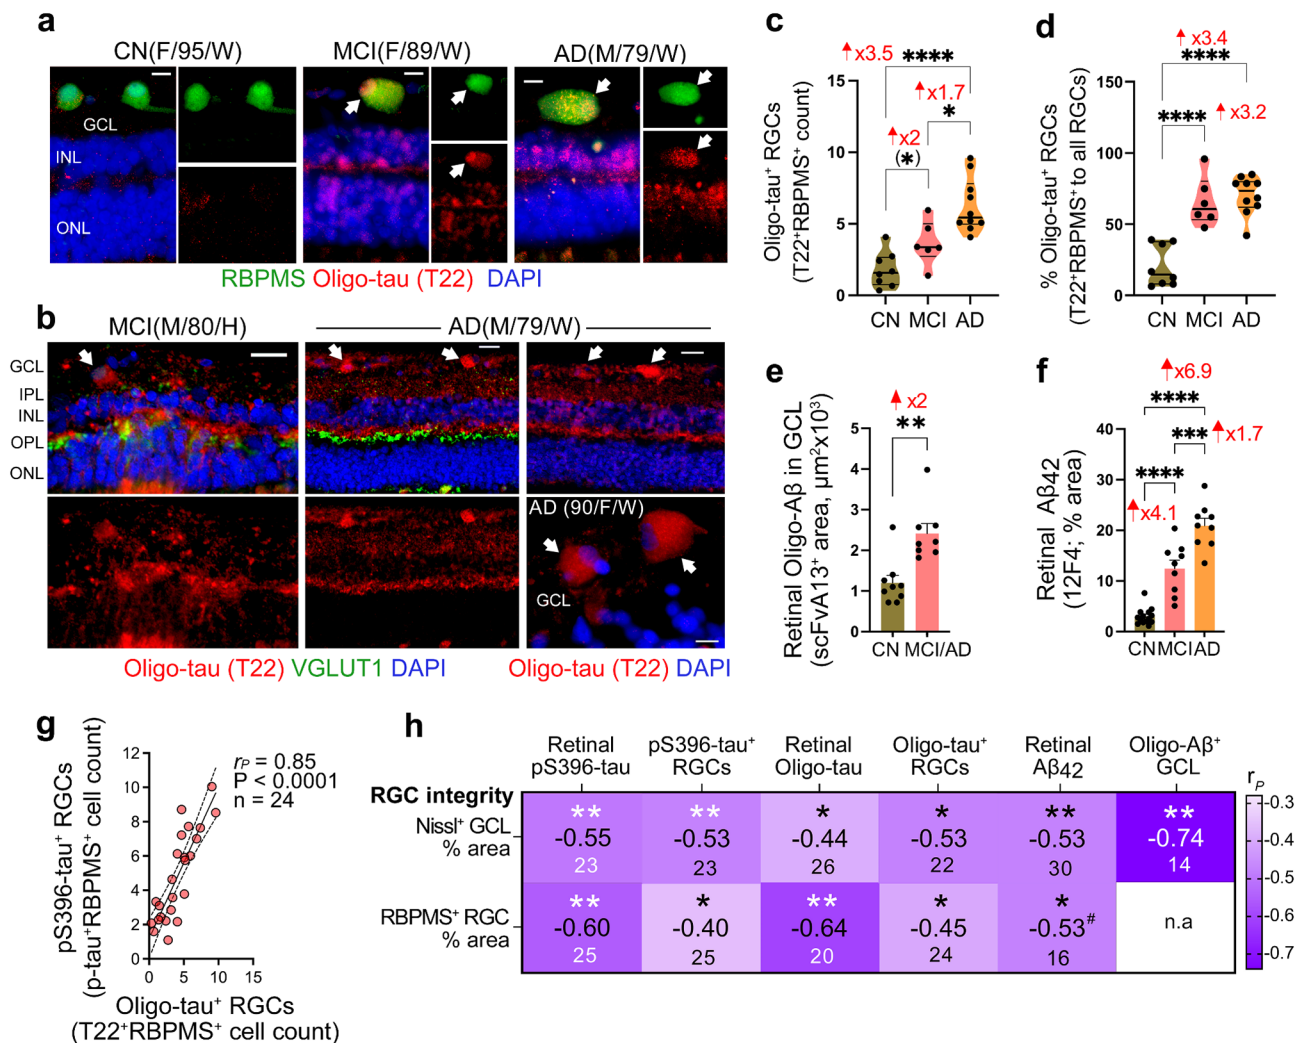 a
CN(F/95/W)
MCI(F/89/W)
AD(M/79/W)
GCL
INL
ONL
RBPMS Oligo-tau (T22) DAPI
b
MCI(M/80/H)
AD(M/79/W)
GCL
IPL
INL
OPL
ONL
AD (90/F/W)
GCL
Oligo-tau (T22) VGLUT1 DAPI
Oligo-tau (T22) DAPI
c
Oligo-tau⁺ RGCs
(T22⁺RBPMS⁺ count)
x3.5
****
x1.7
*
x2
(*)
15
10
5
0
CN MCI AD
d
% Oligo-tau⁺ RGCs
(T22⁺RBPMS⁺ to all RGCs)
x3.4
****
x3.2
****
150
100
50
0
CN MCI AD
e
Retinal Oligo-Aβ in GCL
(scFvA13⁺ area, µm²x10³)
x2
**
5
4
3
2
1
0
CN MCI/AD
f
Retinal Aβ42
(12F4; % area)
x6.9
****
***
x1.7
****
x4.1
40
30
20
10
0
CN MCI AD
g
pS396-tau⁺ RGCs
(p-tau⁺RBPMS⁺ cell count)
12
10
8
6
4
2
0
rP = 0.85
P < 0.0001
n = 24
0 5 10 15
Oligo-tau⁺ RGCs
(T22⁺RBPMS⁺ cell count)
h
Retinal
pS396-tau
pS396-tau⁺
RGCs
Retinal
Oligo-tau
Oligo-tau⁺
RGCs
Retinal
Aβ42
Oligo-Aβ⁺
GCL
RGC integrity
Nissl⁺ GCL
% area
** ** * * ** **
-0.55 -0.53 -0.44 -0.53 -0.53 -0.74
23 23 26 22 30 14
RBPMS⁺ RGC
% area
** * ** * *
-0.60 -0.40 -0.64 -0.45 -0.53# n.a
25 25 20 24 16
rP
-0.3
-0.4
-0.5
-0.6
-0.7